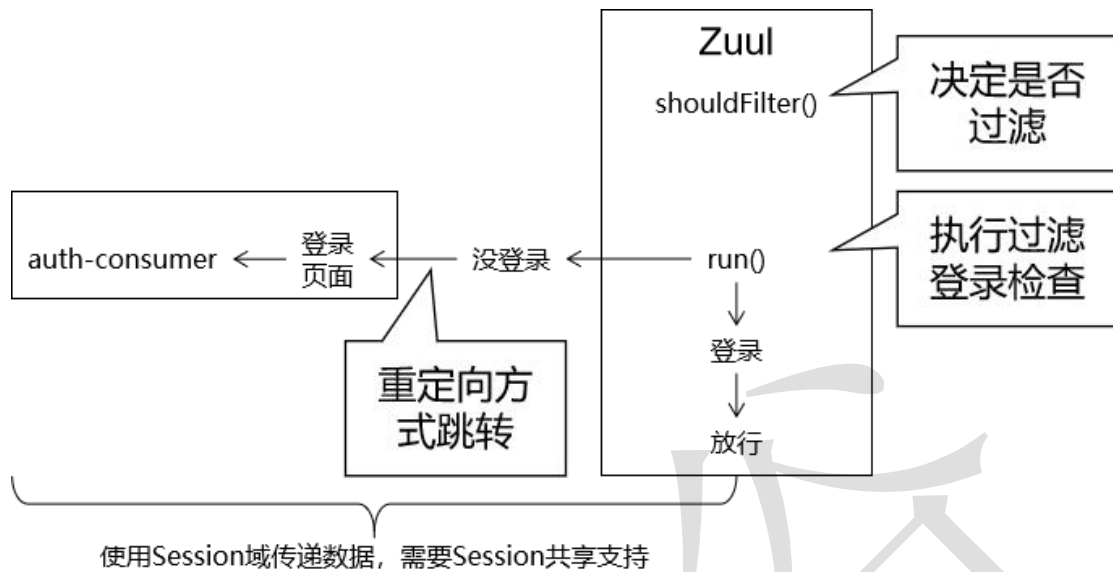 Zuul
shouldFilter()
决定是否
过滤
执行过滤
登录检查
run()
没登录
登录
页面
auth-consumer
重定向方
式跳转
登录
放行
使用Session域传递数据，需要Session共享支持